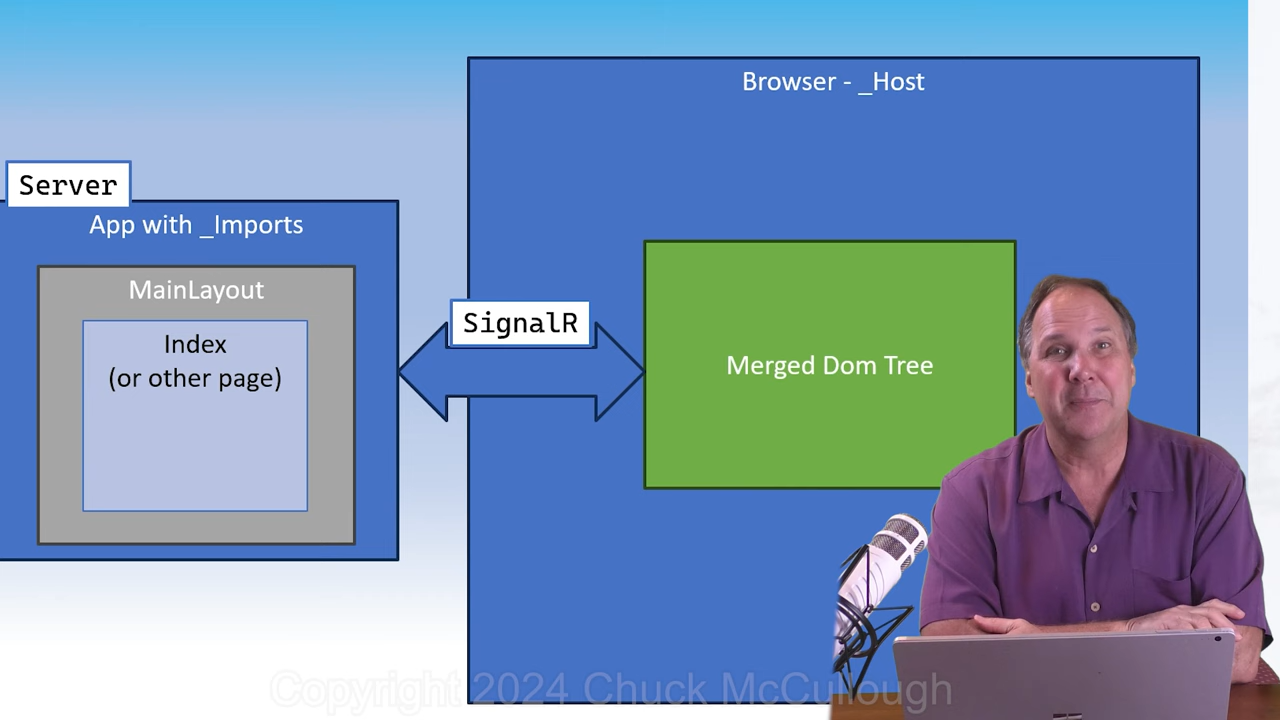 Browser - _Host
Server
App with _Imports
MainLayout
Index
(or other page)
SignalR
Merged Dom Tree
Copyright 2024 Chuck McCullough